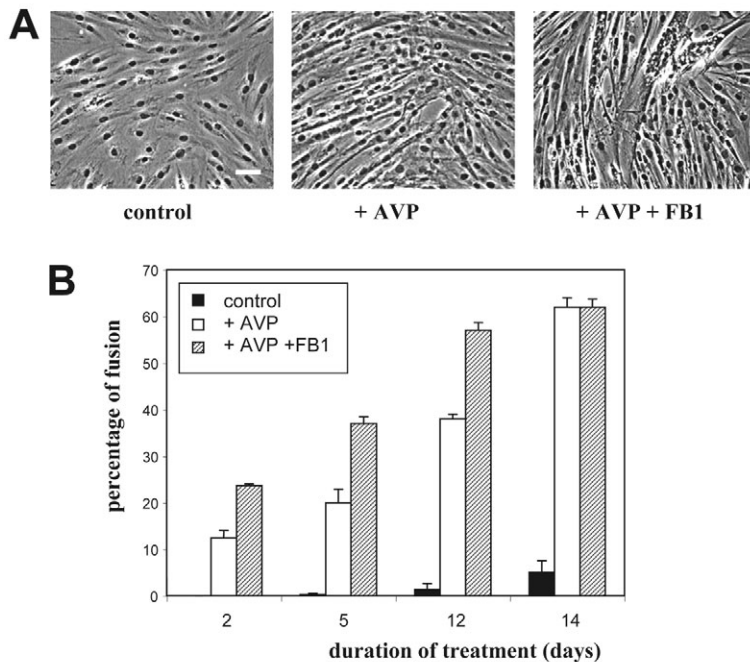 A
control
+ AVP
+ AVP + FB1
B
percentage of fusion
70
60
50
40
30
20
10
0
control
+ AVP
+ AVP +FB1
2
5
12
14
duration of treatment (days)